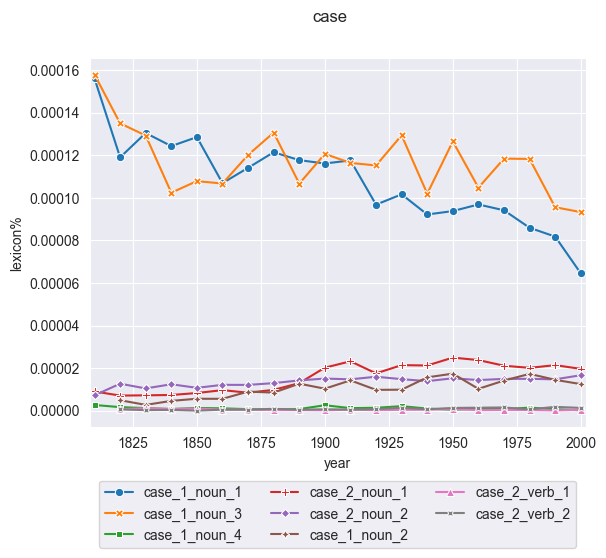 case
0.00016
0.00014
0.00012
0.00010
0.00008
0.00006
0.00004
0.00002
0.00000
lexicon%
1825 1850 1875 1900 1925 1950 1975 2000
year
case_1_noun_1 case_2_noun_1 case_2_verb_1
case_1_noun_3 case_2_noun_2 case_2_verb_2
case_1_noun_4 case_1_noun_2